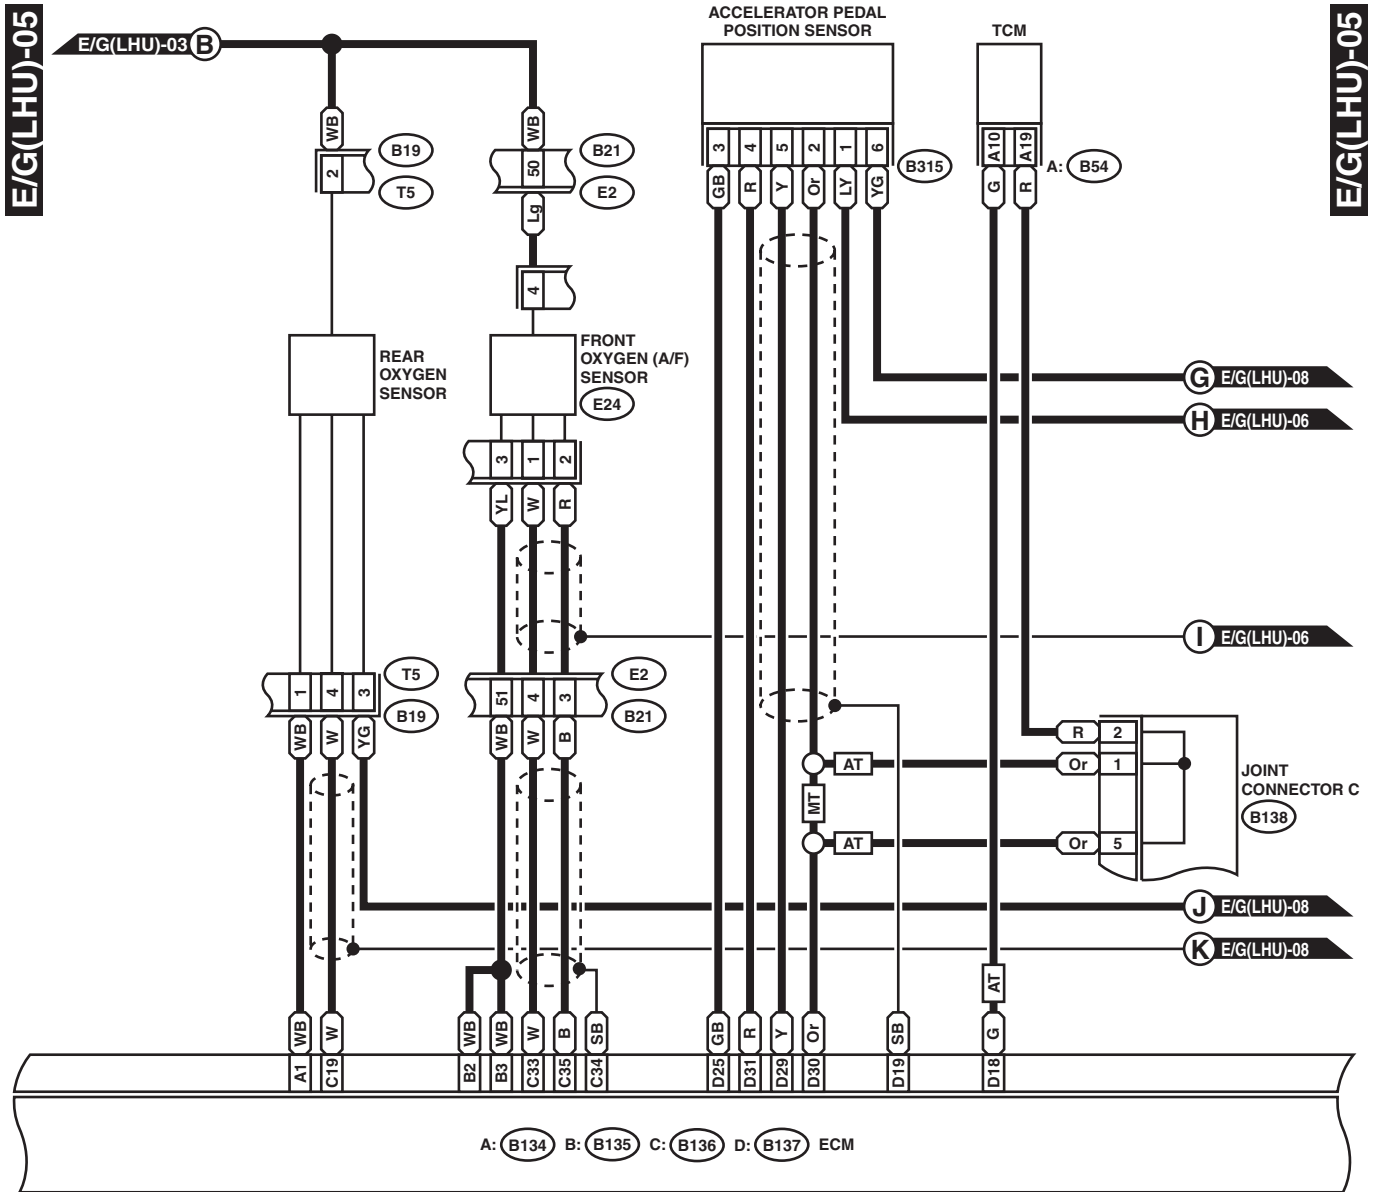 E/G(LHU)-05
E/G(LHU)-05
E/G(LHU)-03 B
ACCELERATOR PEDAL
POSITION SENSOR
TCM
WB
WB
2
B19
T5
50
B21
E2
Lg
4
3 4 5 2 1 6
B315
GB R Y Or LY YG
A10 A19
A: B54
G R
REAR
OXYGEN
SENSOR
FRONT
OXYGEN (A/F)
SENSOR
E24
G E/G(LHU)-08
H E/G(LHU)-06
3 1 2
YL W R
I E/G(LHU)-06
1 4 3
T5
B19
WB W YG
51 4 3
E2
B21
WB W B
R 2
AT
Or 1
MT
AT
Or 5
JOINT
CONNECTOR C
B138
J E/G(LHU)-08
K E/G(LHU)-08
AT
WB W WB WB W B SB GB R Y Or SB G
A1 C19 B2 B3 C33 C35 C34 D25 D31 D29 D30 D19 D18
A: B134 B: B135 C: B136 D: B137 ECM